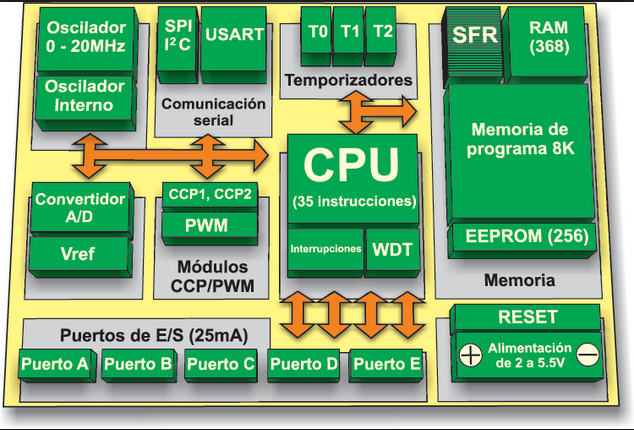 Oscilador
0 - 20MHz
Oscilador
Interno
SPI
I²C
USART
Comunicación
serial
T0
T1
T2
Temporizadores
SFR
RAM
(368)
Memoria de
programa 8K
EEPROM (256)
Memoria
CPU
(35 instrucciones)
Interrupciones
WDT
Convertidor
A/D
Vref
CCP1, CCP2
PWM
Módulos
CCP/PWM
Puertos de E/S (25mA)
Puerto A
Puerto B
Puerto C
Puerto D
Puerto E
RESET
+
Alimentación
de 2 a 5.5V
−